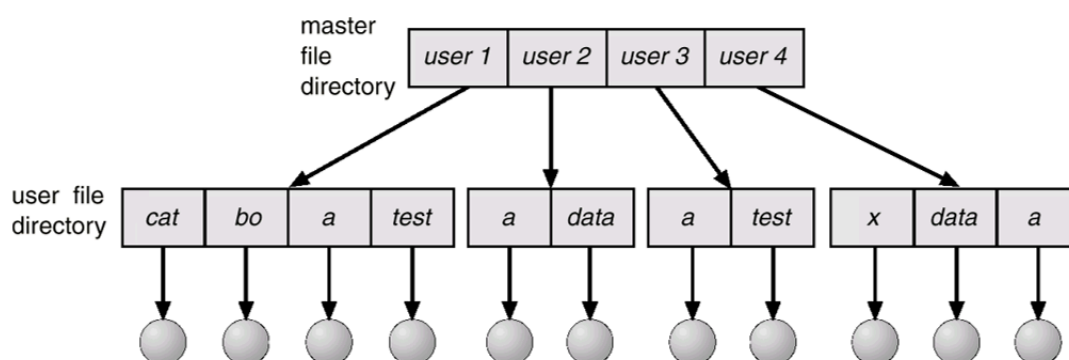 master
file
directory
user 1 user 2 user 3 user 4
user file
directory
cat bo a test a data a test x data a